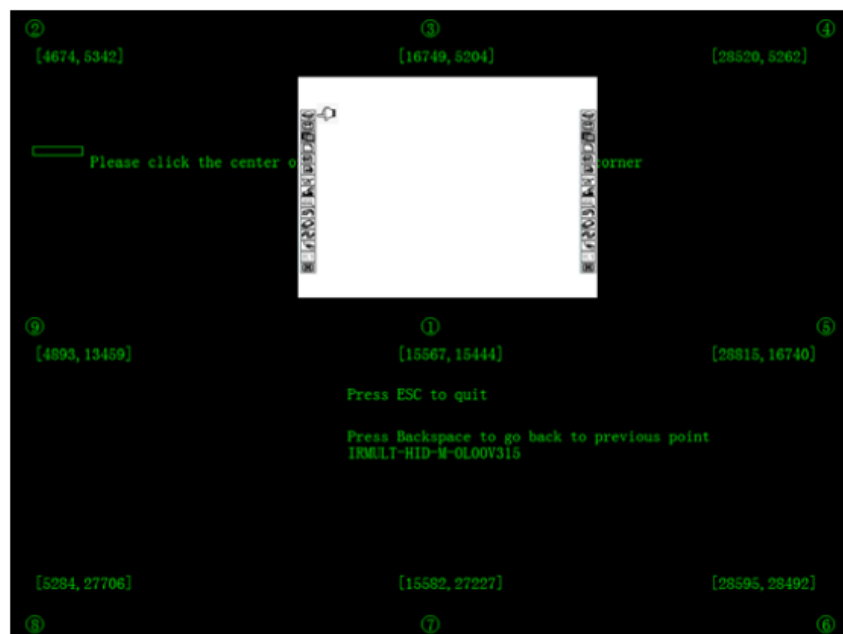 ② ③ ④
[4674, 5342] [16749, 5204] [28520, 5262]
Please click the center o corner
⑨ ① ⑤
[4893, 13459] [15567, 15444] [28815, 16740]
Press ESC to quit
Press Backspace to go back to previous point
IRMULT-HID-M-0L00V315
[5284, 27706] [15582, 27227] [28595, 28492]
⑧ ⑦ ⑥